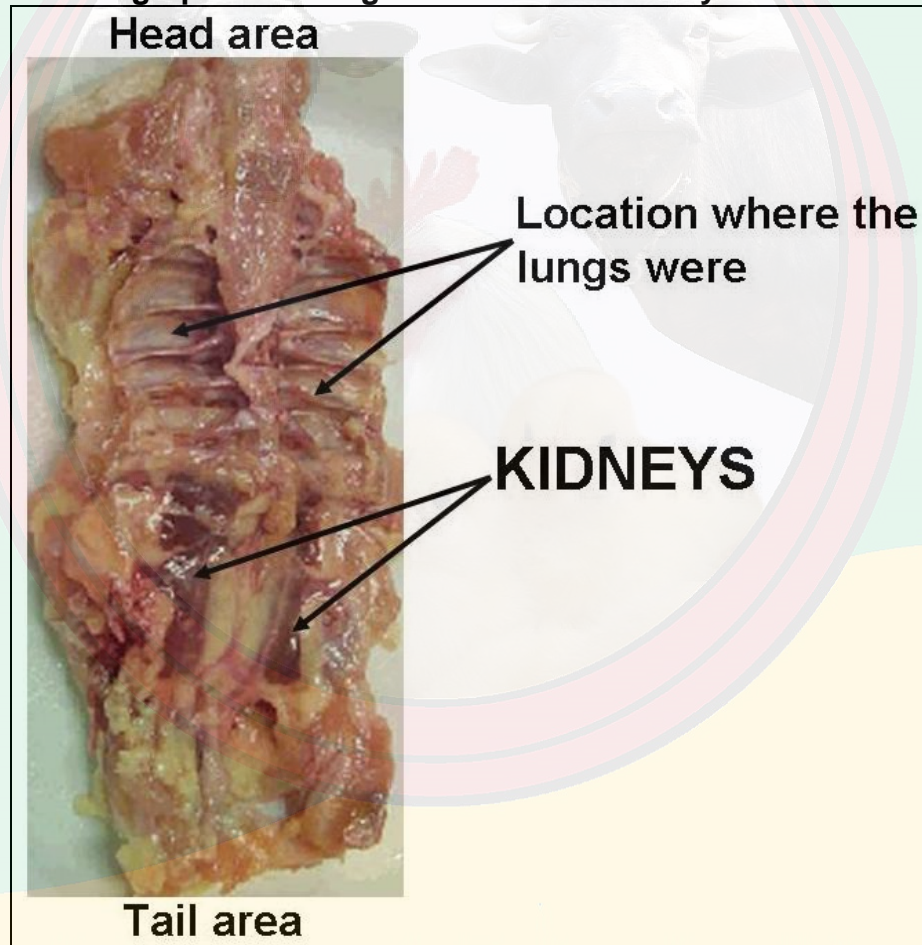 Head area
Location where the
lungs were
KIDNEYS
Tail area